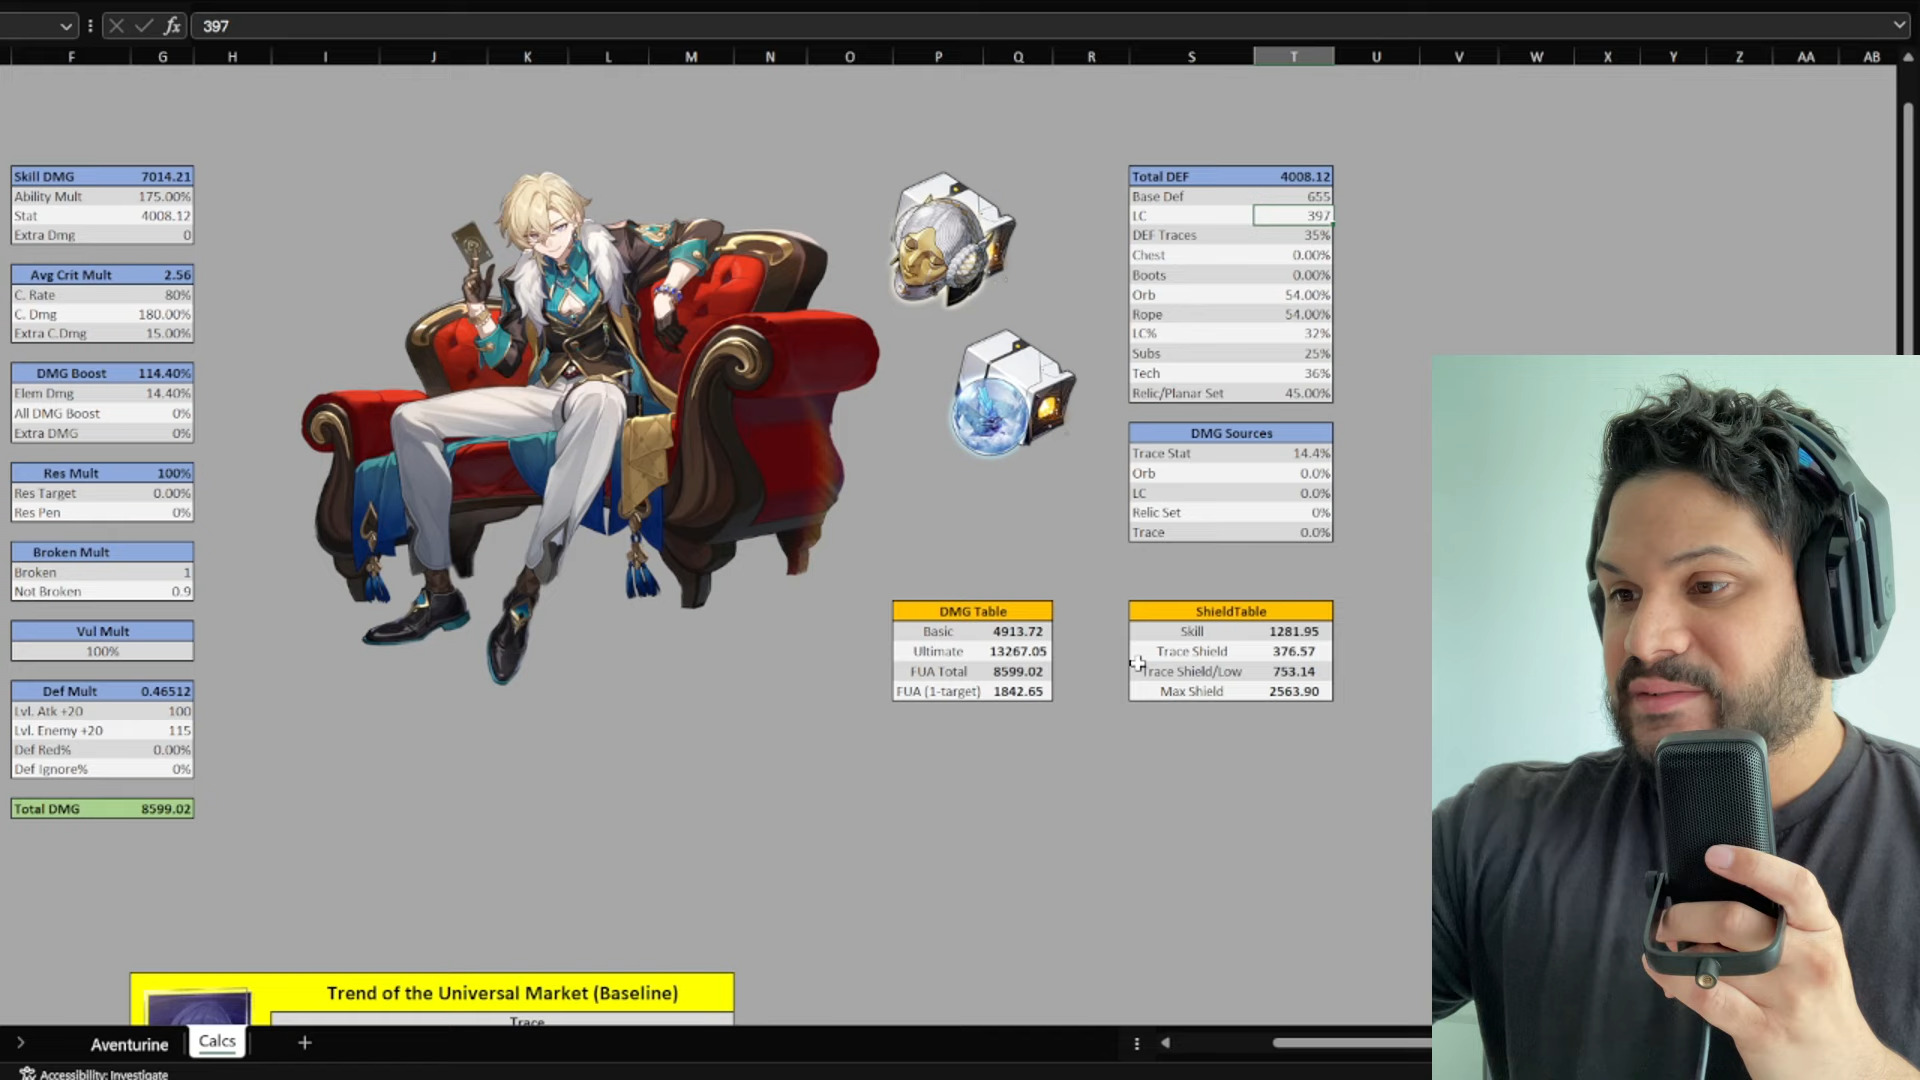 fx 397
F G H I J K L M N O P Q R S T U V W X Y Z AA AB
Skill DMG 7014.21
Ability Mult 175.00%
Stat 4008.12
Extra Dmg 0
Avg Crit Mult 2.56
C. Rate 80%
C. Dmg 180.00%
Extra C.Dmg 15.00%
DMG Boost 114.40%
Elem Dmg 14.40%
All DMG Boost 0%
Extra DMG 0%
Res Mult 100%
Res Target 0.00%
Res Pen 0%
Broken Mult
Broken 1
Not Broken 0.9
Vul Mult
100%
Def Mult 0.46512
Lvl. Atk +20 100
Lvl. Enemy +20 115
Def Red% 0.00%
Def Ignore% 0%
Total DMG 8599.02
Total DEF 4008.12
Base Def 655
LC 397
DEF Traces 35%
Chest 0.00%
Boots 0.00%
Orb 54.00%
Rope 54.00%
LC% 32%
Subs 25%
Tech 36%
Relic/Planar Set 45.00%
DMG Sources
Trace Stat 14.4%
Orb 0.0%
LC 0.0%
Relic Set 0%
Trace 0.0%
DMG Table
Basic 4913.72
Ultimate 13267.05
FUA Total 8599.02
FUA (1-target) 1842.65
ShieldTable
Skill 1281.95
Trace Shield 376.57
Trace Shield/Low 753.14
Max Shield 2563.90
Trend of the Universal Market (Baseline)
Trace
Aventurine Calcs
Accessibility: Investigate